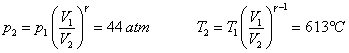 p₂ = p₁(V₁/V₂)^r = 44 atm T₂ = T₁(V₁/V₂)^(r−1) = 613℃